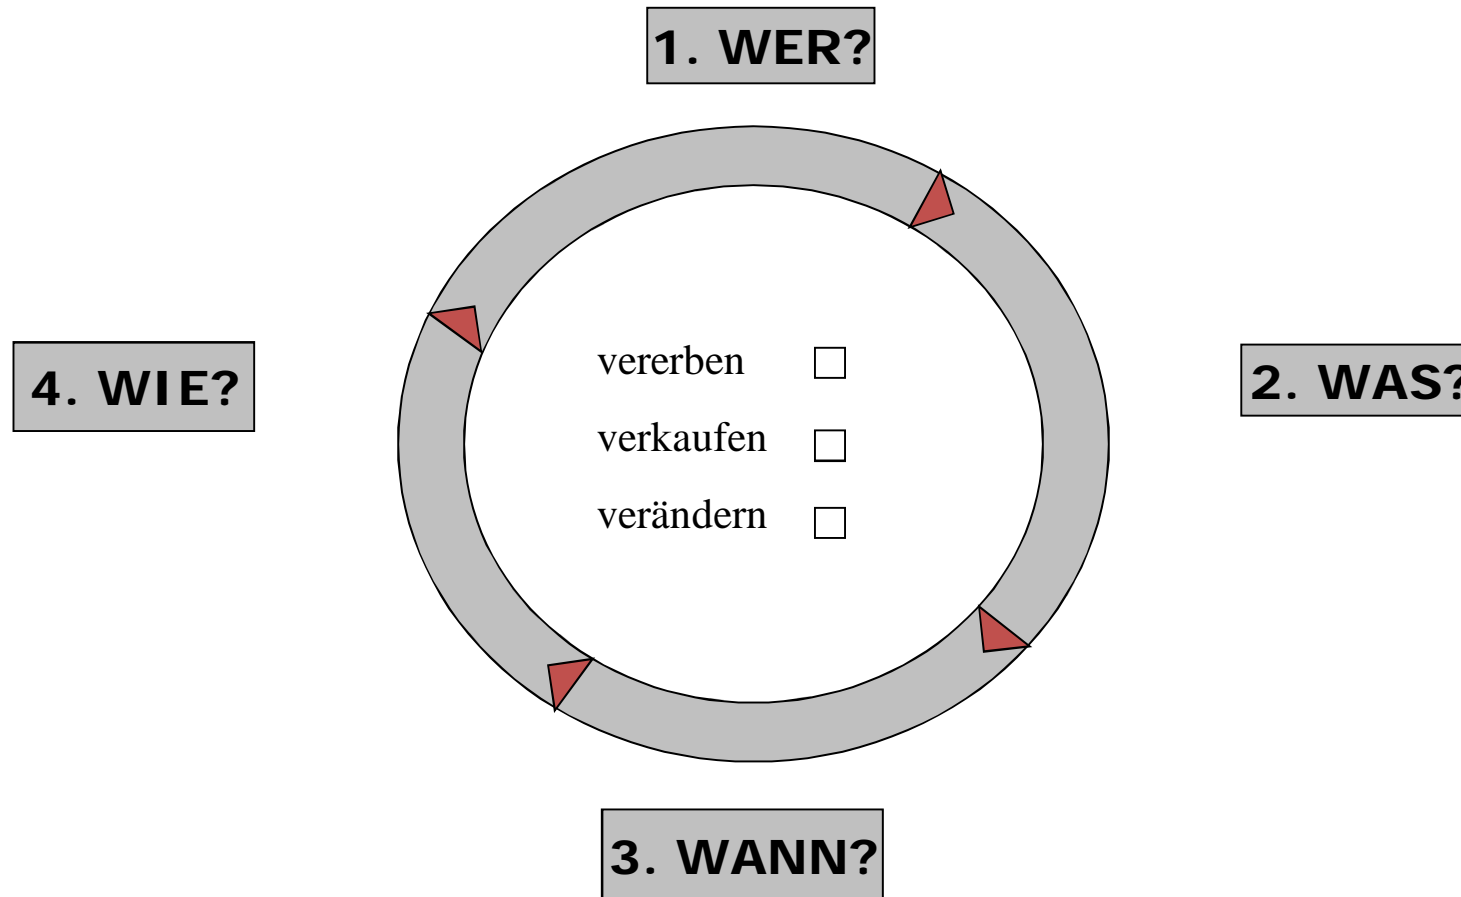 1. WER?
vererben
verkaufen
verändern
4. WIE?
2. WAS?
3. WANN?